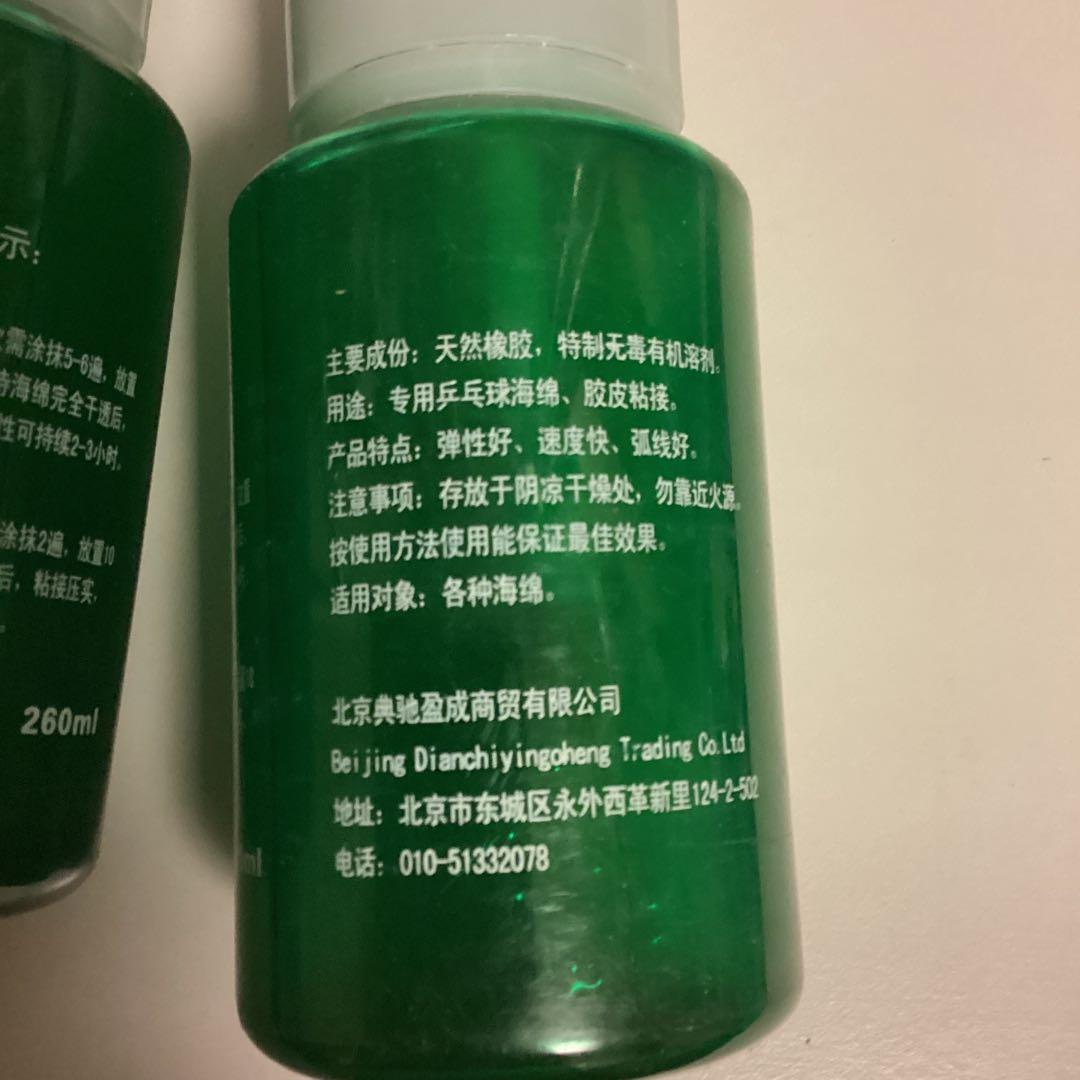 示：
需涂抹5-6遍，放置
海绵完全干透后，
性可持续2-3小时。
涂抹2遍，放置10
后，粘接压实，
260ml
主要成份：天然橡胶，特制无毒有机溶剂。
用途：专用乒乓球海绵、胶皮粘接。
产品特点：弹性好、速度快、弧线好。
注意事项：存放于阴凉干燥处，勿靠近火源。
按使用方法使用能保证最佳效果。
适用对象：各种海绵。
北京典驰盈成商贸有限公司
Beijing Dianchiyingoheng Trading Co.Ltd
地址：北京市东城区永外西革新里124-2-502
电话：010-51332078
ml